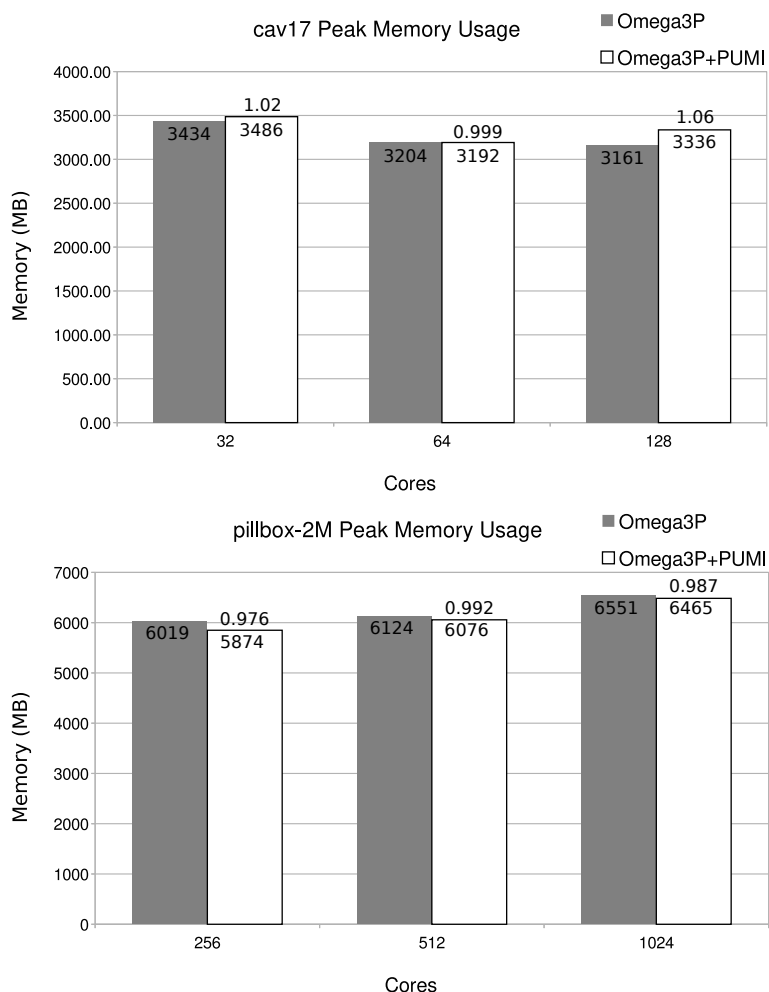 cav17 Peak Memory Usage
Omega3P
Omega3P+PUMI
Memory (MB)
4000.00
3500.00
3000.00
2500.00
2000.00
1500.00
1000.00
500.00
0.00
1.02
3434 3486
0.999
3204 3192
1.06
3161 3336
32 64 128
Cores
pillbox-2M Peak Memory Usage
Omega3P
Omega3P+PUMI
Memory (MB)
7000
6000
5000
4000
3000
2000
1000
0
0.976
6019 5874
0.992
6124 6076
0.987
6551 6465
256 512 1024
Cores